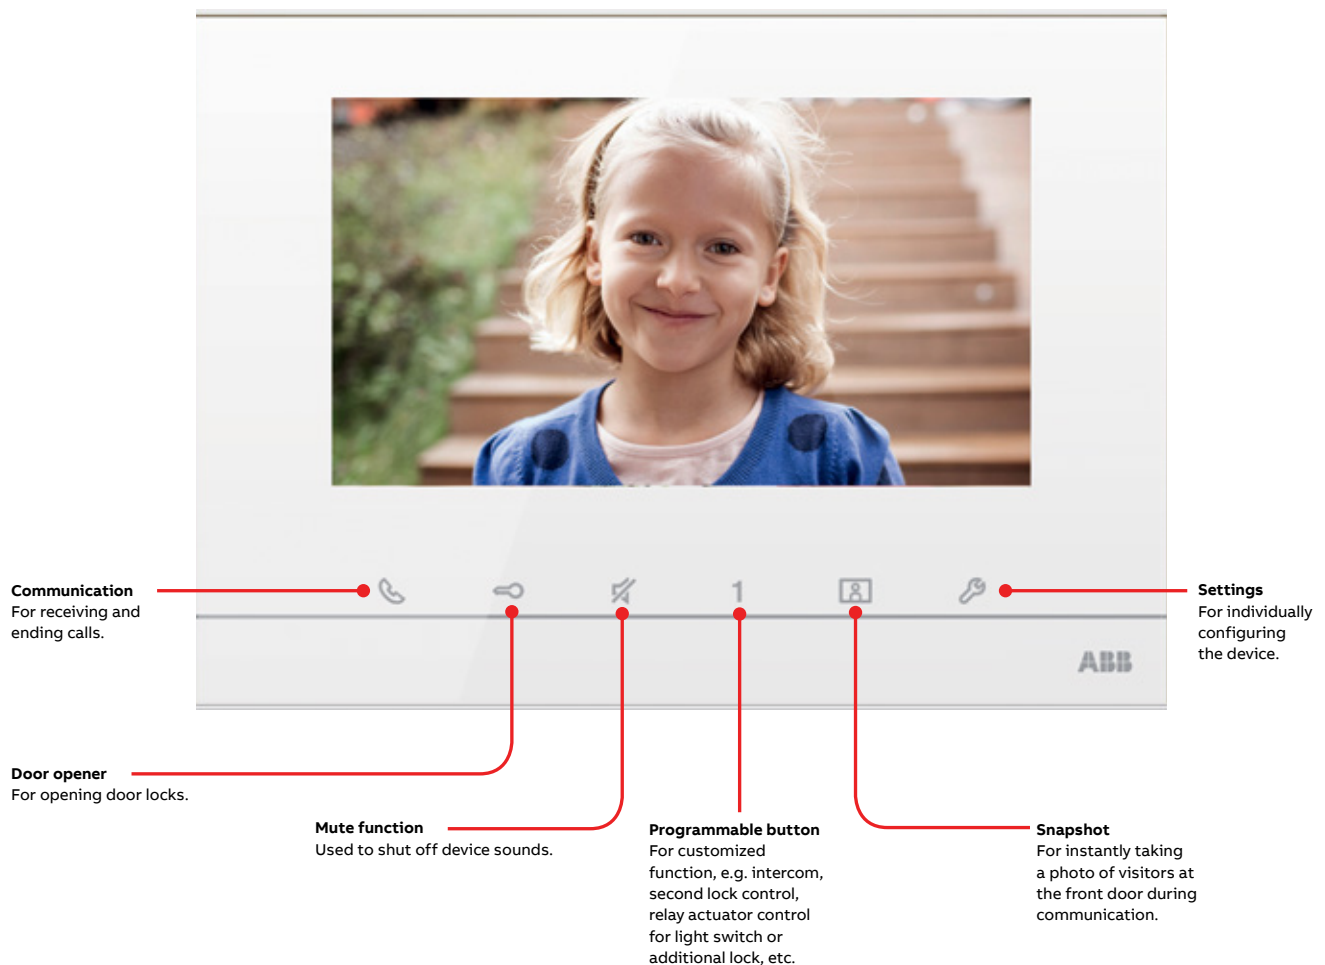 1
ABB
Communication
For receiving and
ending calls.
Settings
For individually
configuring
the device.
Door opener
For opening door locks.
Mute function
Used to shut off device sounds.
Programmable button
For customized
function, e.g. intercom,
second lock control,
relay actuator control
for light switch or
additional lock, etc.
Snapshot
For instantly taking
a photo of visitors at
the front door during
communication.